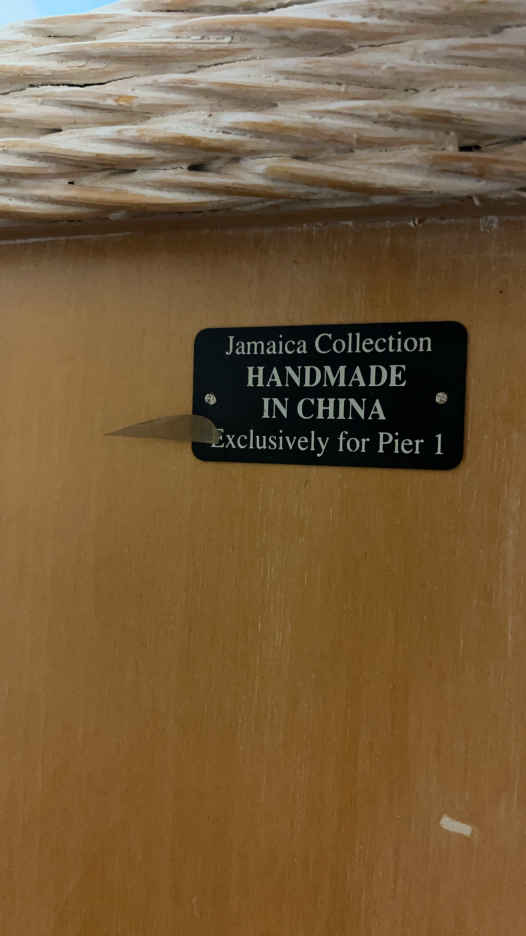 Jamaica Collection
HANDMADE
IN CHINA
Exclusively for Pier 1